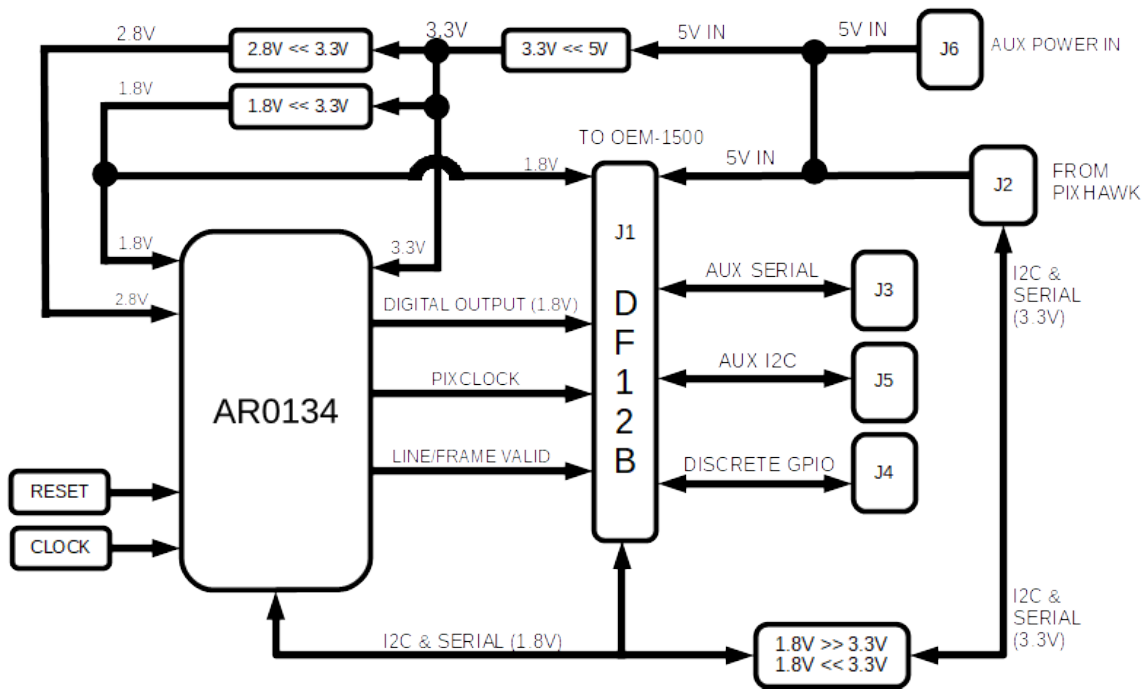 2.8V
2.8V << 3.3V
3.3V
3.3V << 5V
5V IN
5V IN
J6
AUX POWER IN
1.8V
1.8V << 3.3V
TO OEM-1500
1.8V
5V IN
J2
FROM
PIXHAWK
1.8V
3.3V
J1
2.8V
DIGITAL OUTPUT (1.8V)
AUX SERIAL
J3
I2C &
SERIAL
(3.3V)
D
F
1
2
B
PIXCLOCK
AUX I2C
J5
AR0134
LINE/FRAME VALID
DISCRETE GPIO
J4
RESET
CLOCK
I2C & SERIAL (1.8V)
1.8V >> 3.3V
1.8V << 3.3V
I2C &
SERIAL
(3.3V)